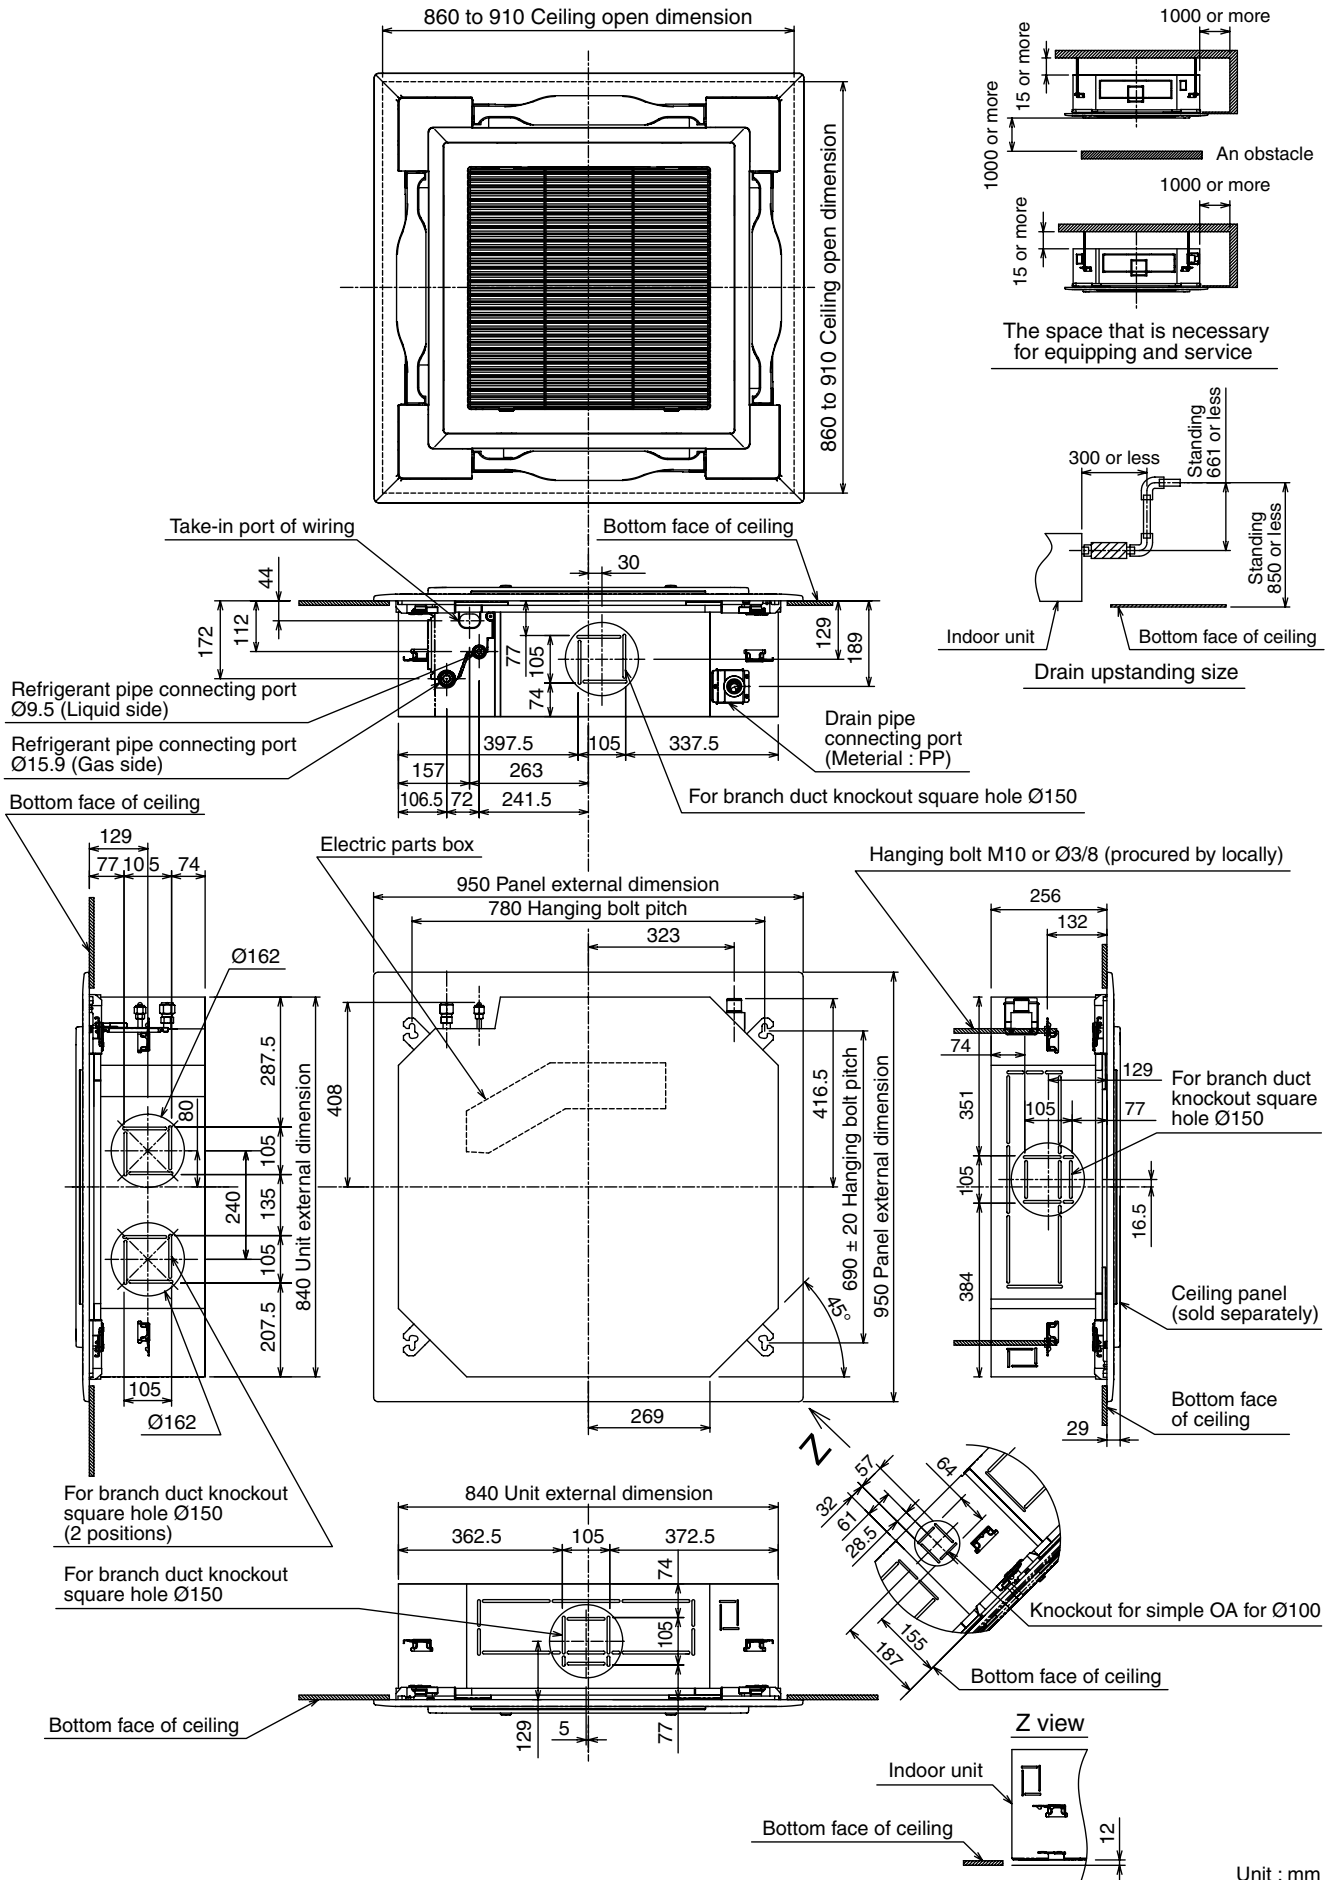 860 to 910 Ceiling open dimension
860 to 910 Ceiling open dimension
1000 or more
15 or more
1000 or more
An obstacle
1000 or more
15 or more
The space that is necessary
for equipping and service
Standing
661 or less
300 or less
Standing
850 or less
Indoor unit
Bottom face of ceiling
Drain upstanding size
Take-in port of wiring
Bottom face of ceiling
44
30
172
112
77
105
74
129
189
Refrigerant pipe connecting port
Ø9.5 (Liquid side)
Refrigerant pipe connecting port
Ø15.9 (Gas side)
Drain pipe
connecting port
(Meterial : PP)
397.5
105
337.5
157
263
106.5
72
241.5
For branch duct knockout square hole Ø150
Bottom face of ceiling
129
77
10 5
74
Ø162
287.5
80
105
240
135
105
207.5
840 Unit external dimension
105
Ø162
For branch duct knockout
square hole Ø150
(2 positions)
Electric parts box
950 Panel external dimension
780 Hanging bolt pitch
323
408
416.5
690 ± 20 Hanging bolt pitch
950 Panel external dimension
45°
269
Z
Hanging bolt M10 or Ø3/8 (procured by locally)
256
132
74
129
351
105
77
For branch duct
knockout square
hole Ø150
105
16.5
384
Ceiling panel
(sold separately)
Bottom face
of ceiling
29
For branch duct knockout
square hole Ø150
840 Unit external dimension
362.5
105
372.5
74
105
129
5
77
Bottom face of ceiling
57
64
32
61
28.5
Knockout for simple OA for Ø100
155
187
Bottom face of ceiling
Z view
Indoor unit
Bottom face of ceiling
12
Unit : mm